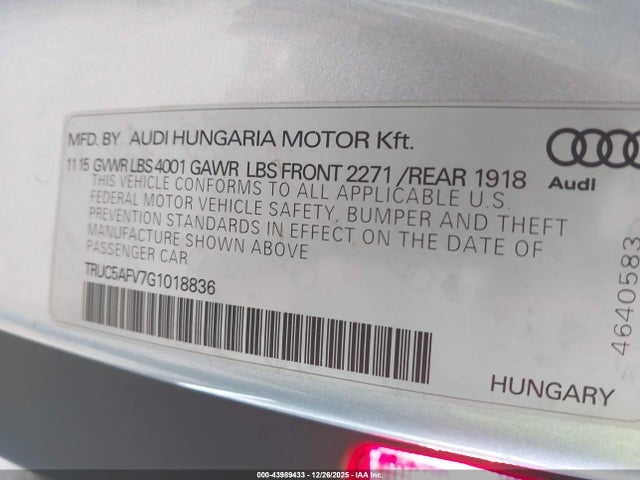 MFD. BY AUDI HUNGARIA MOTOR Kft.
11 15 GVWR LBS 4001 GAWR LBS FRONT 2271 / REAR 1918
THIS VEHICLE CONFORMS TO ALL APPLICABLE U.S.
FEDERAL MOTOR VEHICLE SAFETY, BUMPER AND THEFT
PREVENTION STANDARDS IN EFFECT ON THE DATE OF
MANUFACTURE SHOWN ABOVE
PASSENGER CAR
TRUC5AFV7G1018836
Audi
4640583
HUNGARY
000-43989433 - 12/26/2025 - IAA Inc.